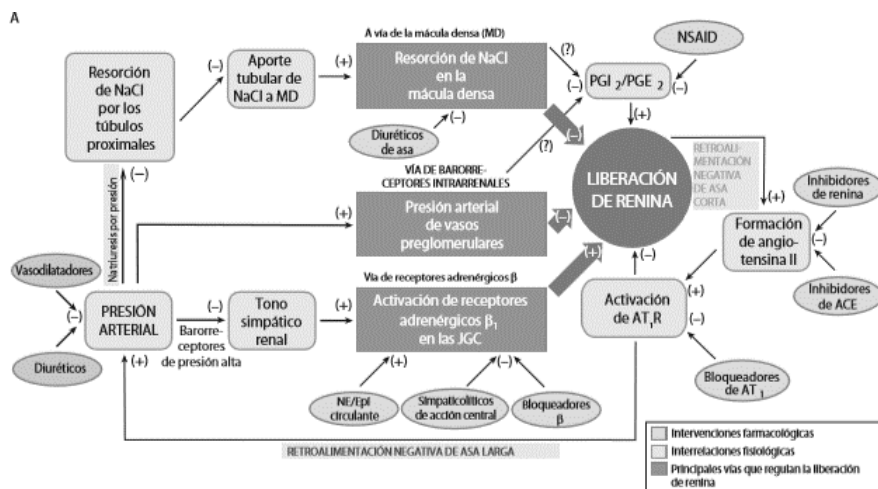 A
A vía de la mácula densa (MD)
NSAID
Resorción
de NaCl
por los
túbulos
proximales
(–)
Aporte
tubular de
NaCl a MD
(+)
Resorción de NaCl
en la
mácula densa
(?)
(–)
PGI 2/PGE 2
(–)
(+)
Diuréticos
de asa
(–)
(–)
(?)
VÍA DE BARORRE-
CEPTORES INTRARRENALES
LIBERACIÓN
DE RENINA
RETROALI-
MENTACIÓN
NEGATIVA
DE ASA
CORTA
(+)
Inhibidores
de renina
Natriuresis por presión
(–)
(+)
Presión arterial
de vasos
preglomerulares
(–)
Formación
de angio-
tensina II
(–)
Vasodilatadores
Vía de receptores adrenérgicos β
(+)
(–)
Inhibidores
de ACE
(–)
PRESIÓN
ARTERIAL
(–)
Tono
simpático
renal
(+)
Activación de receptores
adrenérgicos β1
en las JGC
Activación
de AT1R
(+)
(–)
Barorre-
ceptores
de presión alta
Diuréticos
(+)
(+)
(–)
Bloqueadores
de AT 1
NE/Epi
circulante
Simpaticolíticos
de acción central
Bloqueadores
β
RETROALIMENTACIÓN NEGATIVA DE ASA LARGA
Intervenciones farmacológicas
Interrelaciones fisiológicas
Principales vías que regulan la liberación
de renina